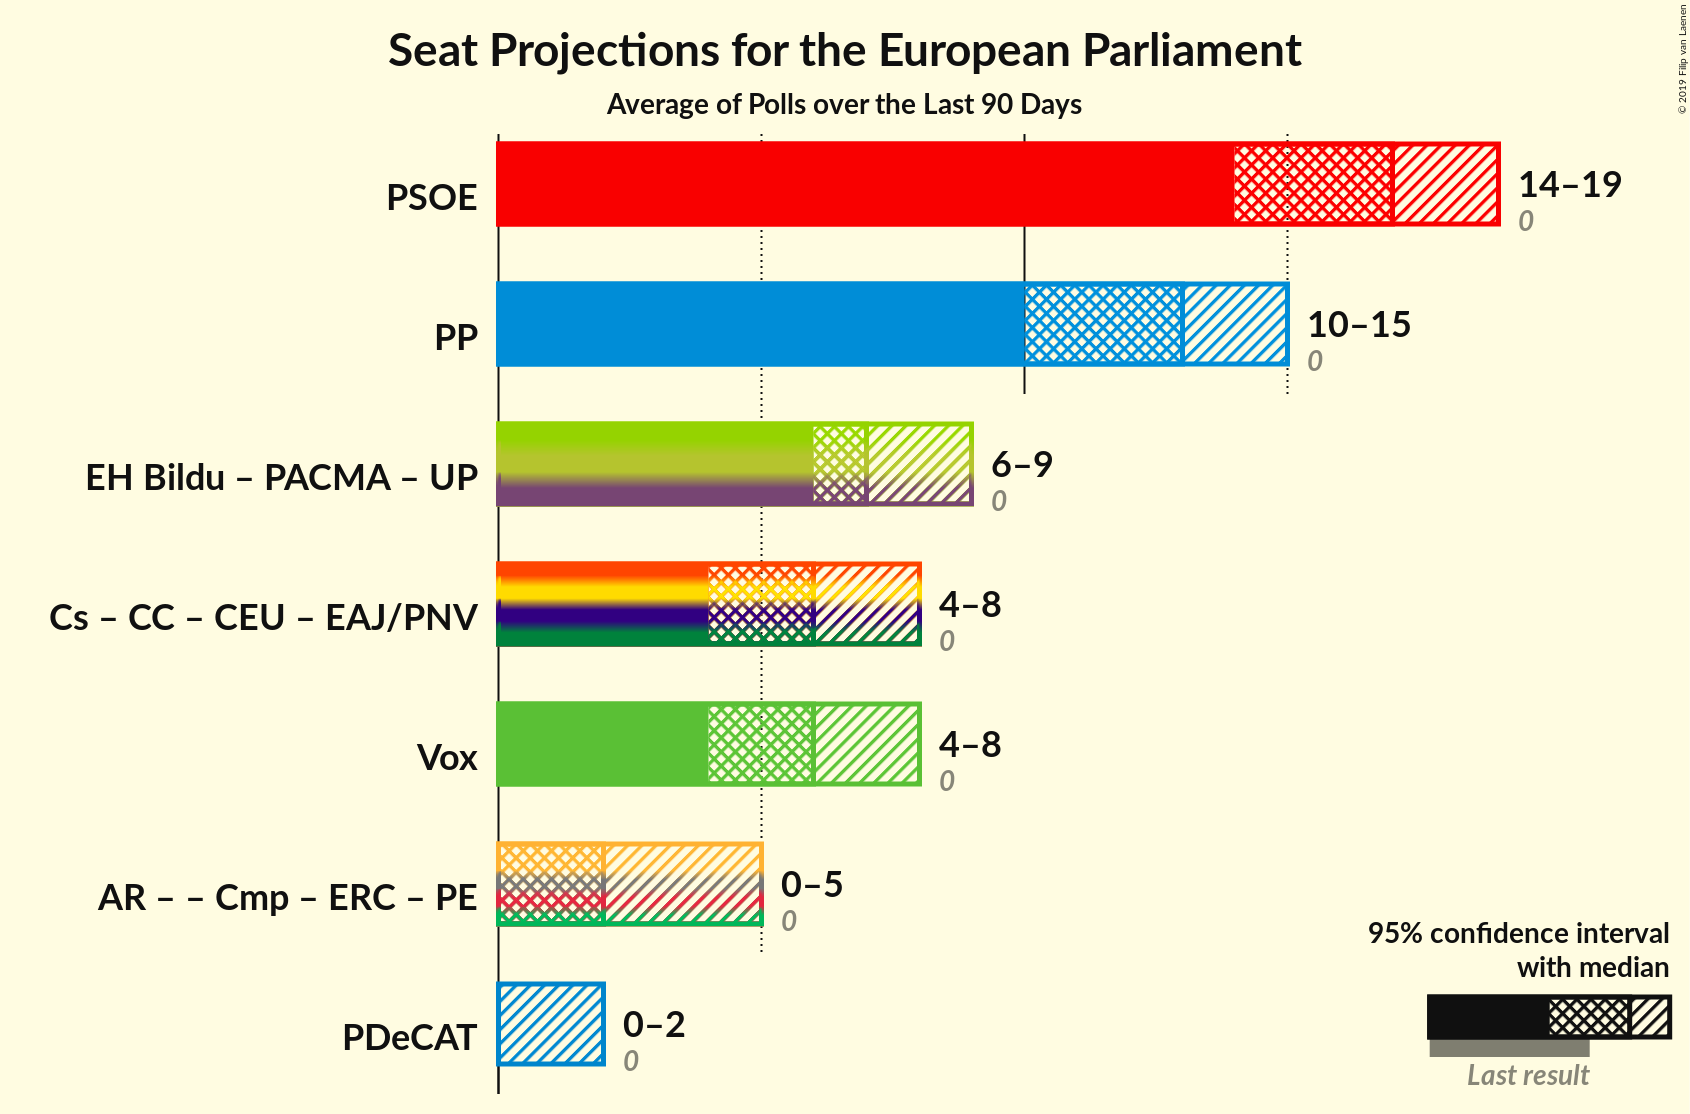 Seat Projections for the European Parliament
Average of Polls over the Last 90 Days
© 2019 Filip van Laenen
PSOE
14–19
0
PP
10–15
0
EH Bildu – PACMA – UP
6–9
0
Cs – CC – CEU – EAJ/PNV
4–8
0
Vox
4–8
0
AR – – Cmp – ERC – PE
0–5
0
PDeCAT
0–2
0
95% confidence interval
with median
Last result